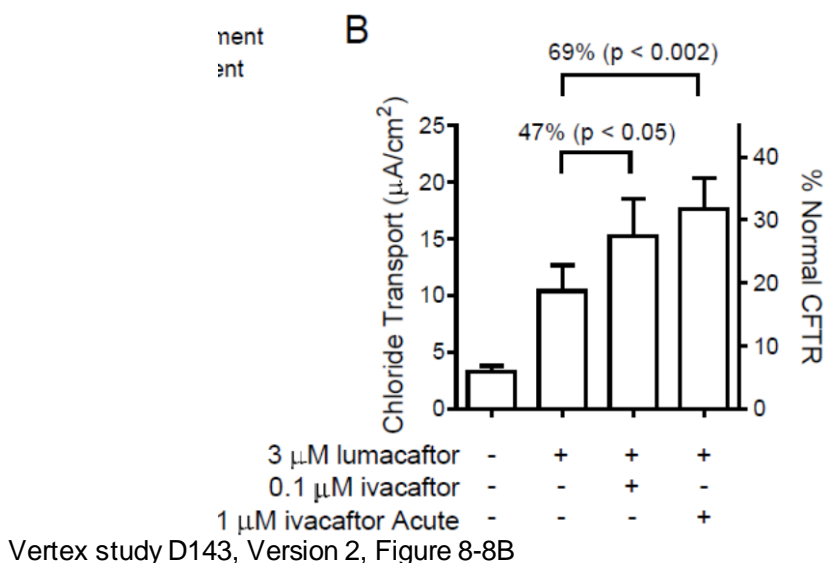 ment
ent
B
69% (p < 0.002)
47% (p < 0.05)
Chloride Transport (μA/cm²)
25
20
15
10
5
0
40
30
20
10
0
% Normal CFTR
3 μM lumacaftor - + + +
0.1 μM ivacaftor - - + -
1 μM ivacaftor Acute - - - +
Vertex study D143, Version 2, Figure 8-8B